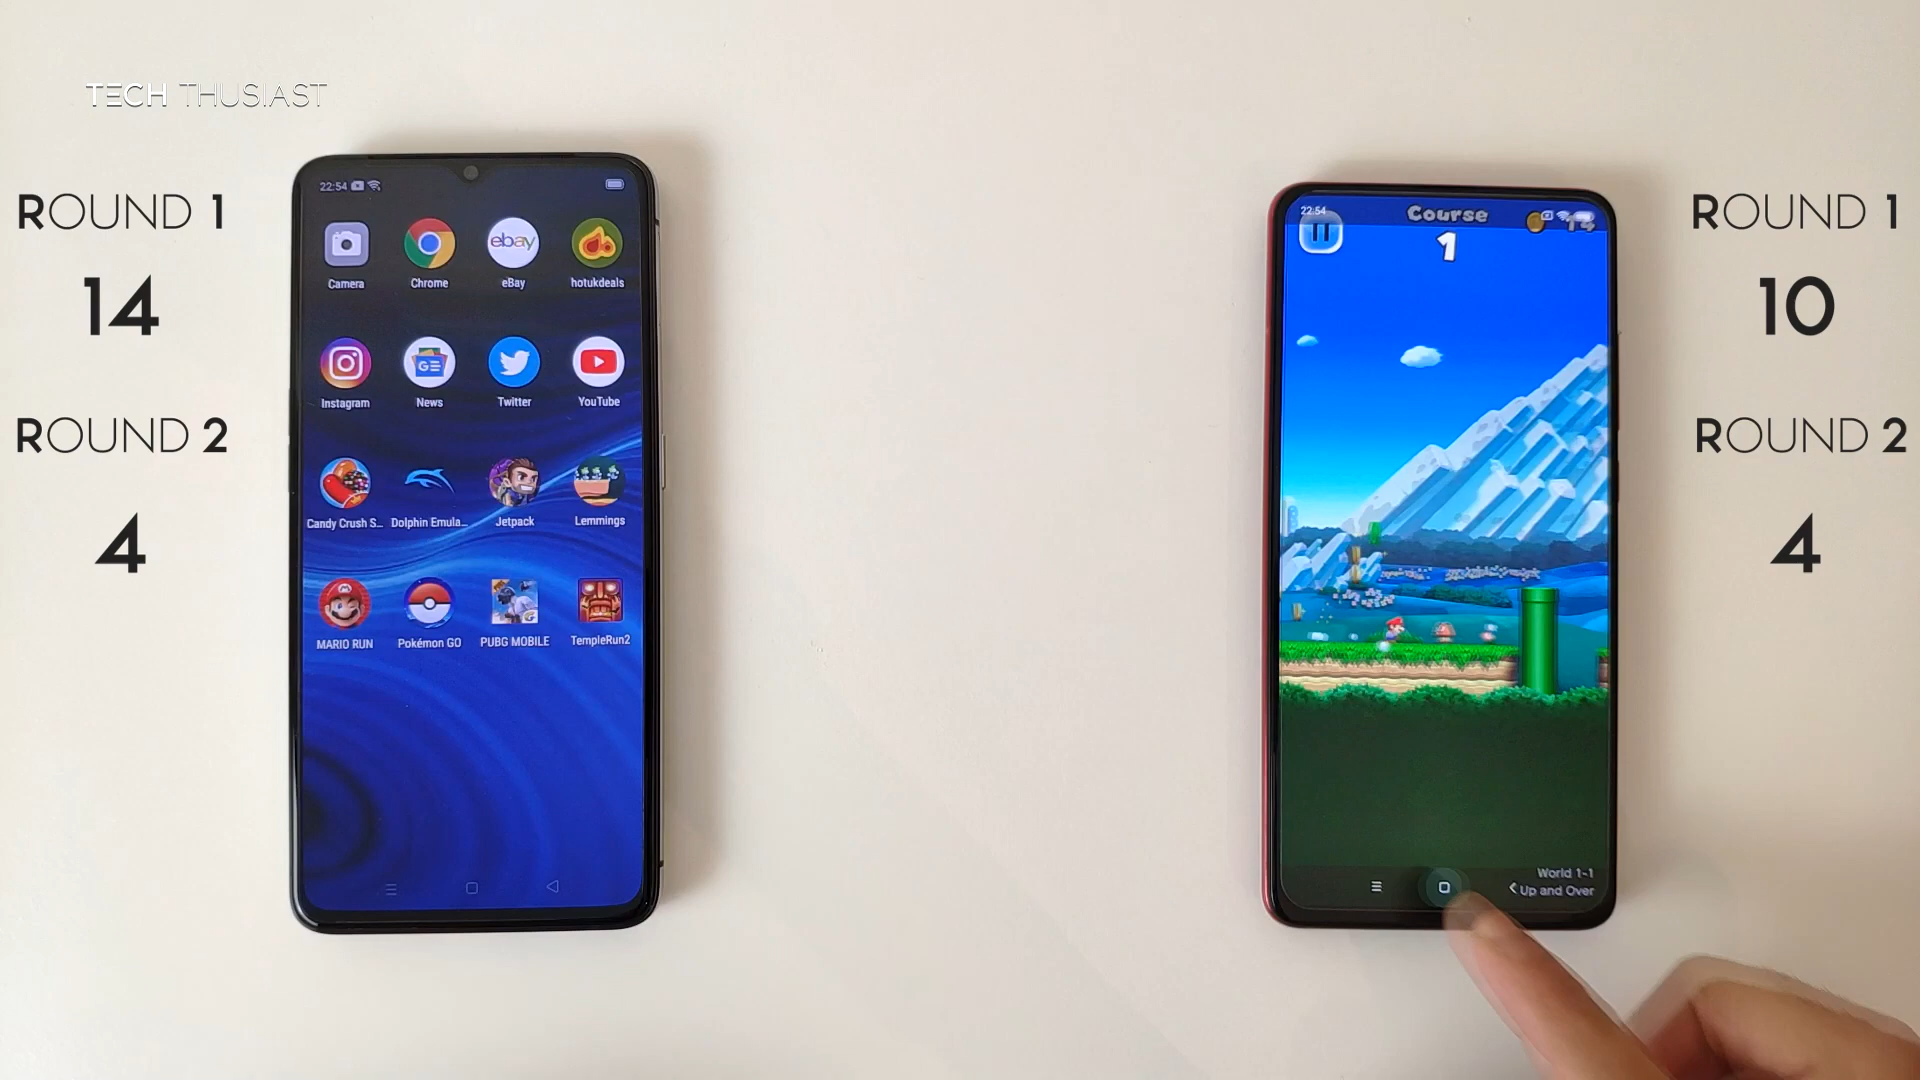 TECH THUSIAST
ROUND 1
14
ROUND 2
4
22:54
Camera Chrome eBay hotukdeals
ebay
GE
Instagram News Twitter YouTube
Candy Crush S... Dolphin Emula... Jetpack Lemmings
MARIO RUN Pokémon GO PUBG MOBILE TempleRun2
22:54
Course
14
1
World 1-1
Up and Over
ROUND 1
10
ROUND 2
4